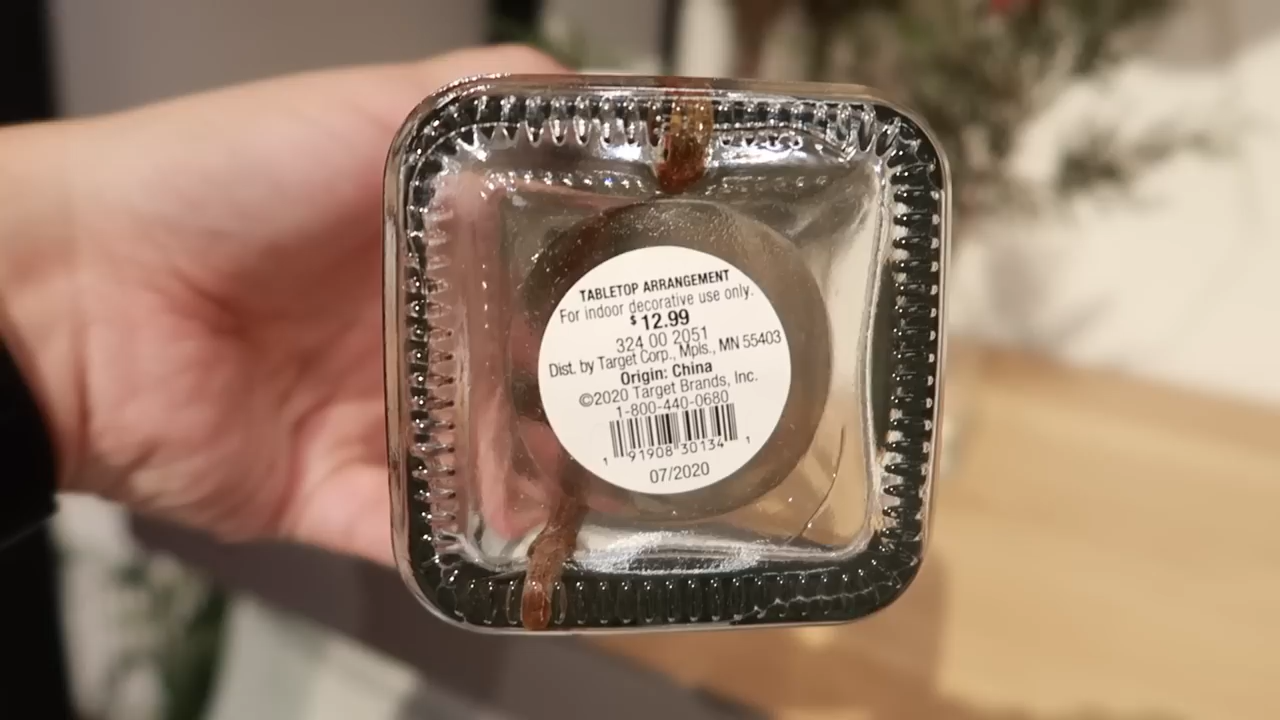 TABLETOP ARRANGEMENT
For indoor decorative use only.
$12.99
324 00 2051
Dist. by Target Corp., Mpls., MN 55403
Origin: China
©2020 Target Brands, Inc.
1-800-440-0680
1 91908 30134 1
07/2020